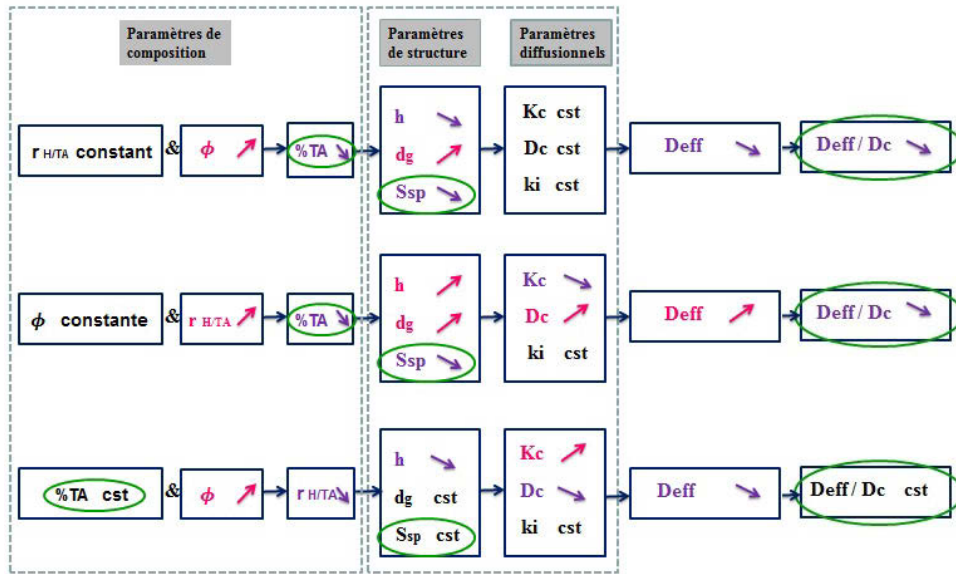 Paramètres de
composition
Paramètres
de structure
Paramètres
diffusionnels
r H/TA constant & ϕ ↗ %TA ↘
h ↘
dg ↗
Ssp ↘
Kc cst
Dc cst
ki cst
Deff ↘
Deff / Dc ↘
ϕ constante & r H/TA ↗ %TA ↘
h ↗
dg ↗
Ssp ↘
Kc ↘
Dc ↗
ki cst
Deff ↗
Deff / Dc ↘
%TA cst & ϕ ↗ r H/TA ↘
h ↘
dg cst
Ssp cst
Kc ↗
Dc ↘
ki cst
Deff ↘
Deff / Dc cst